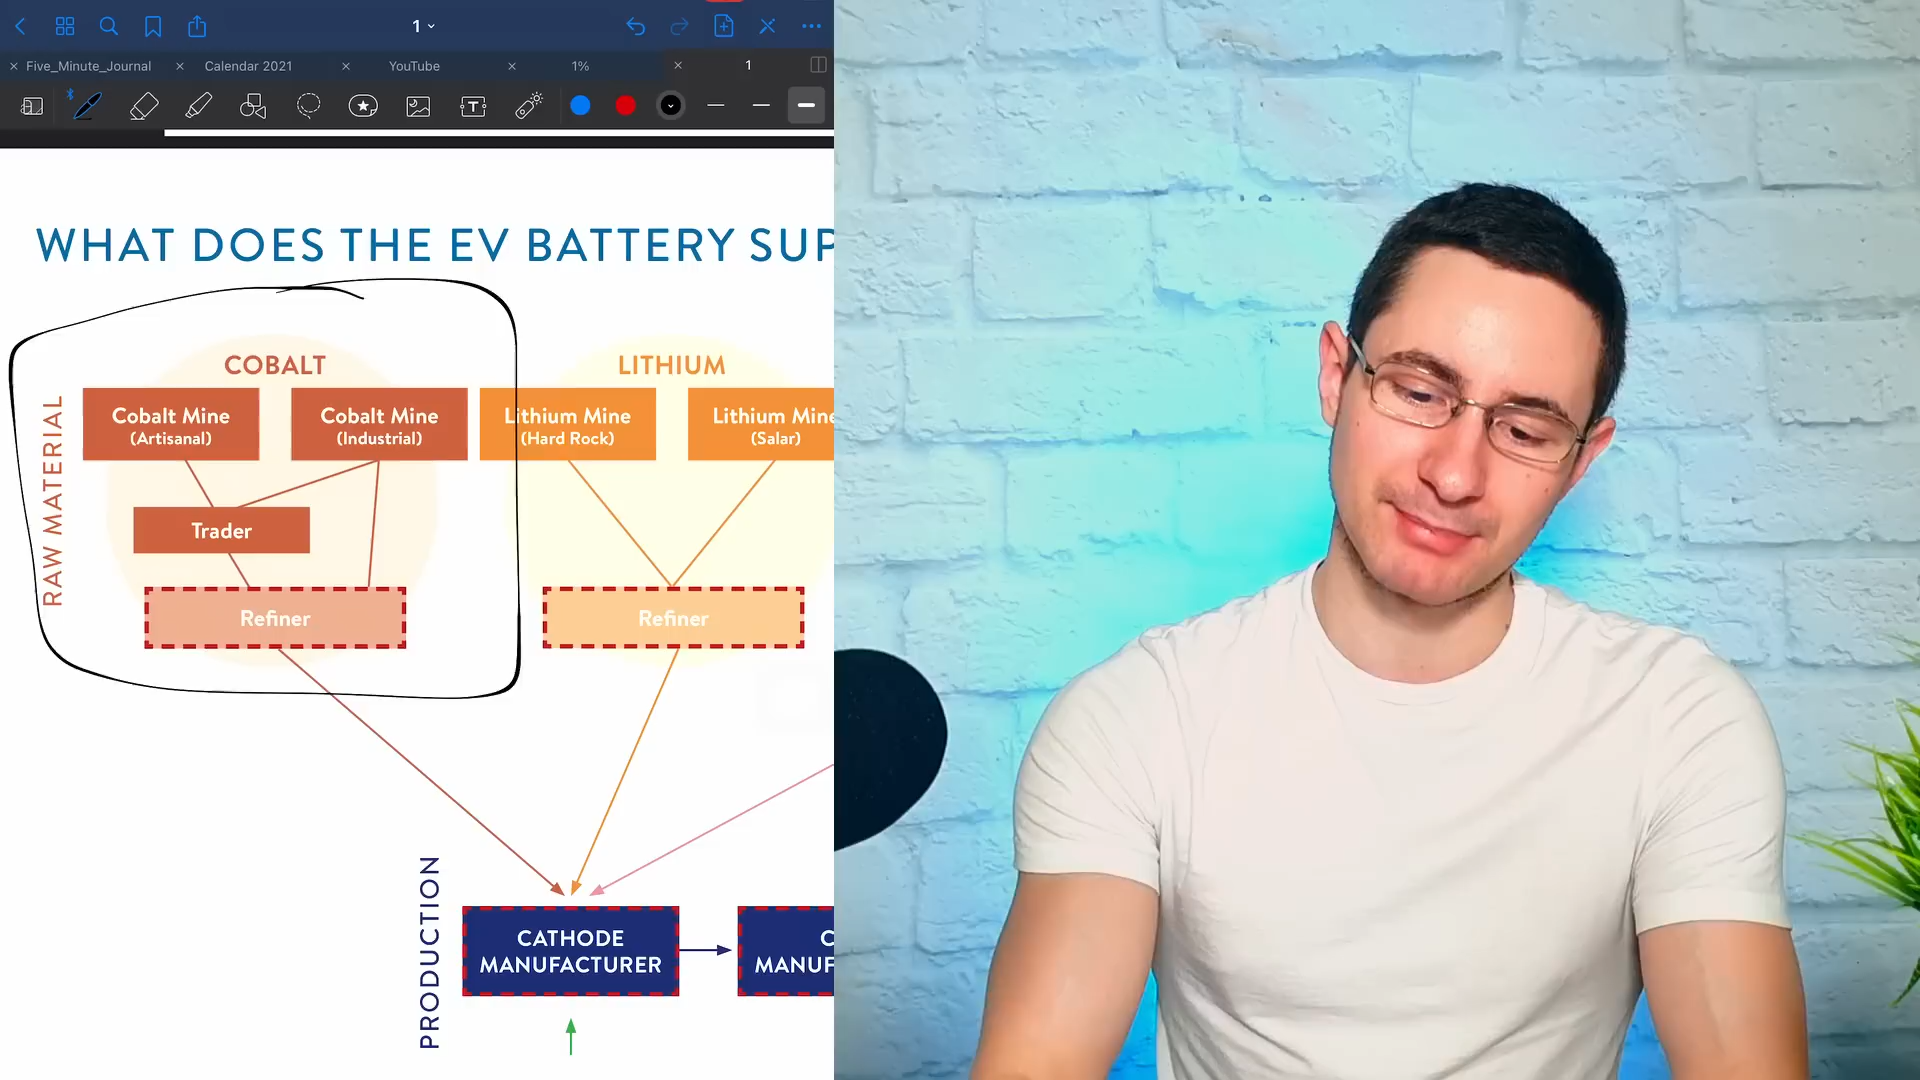 1
Five_Minute_Journal
Calendar 2021
YouTube
1%
1
WHAT DOES THE EV BATTERY SUP
COBALT
LITHIUM
RAW MATERIAL
Cobalt Mine
(Artisanal)
Cobalt Mine
(Industrial)
Lithium Mine
(Hard Rock)
Lithium Mine
(Salar)
Trader
Refiner
Refiner
PRODUCTION
CATHODE
MANUFACTURER
C
MANUF